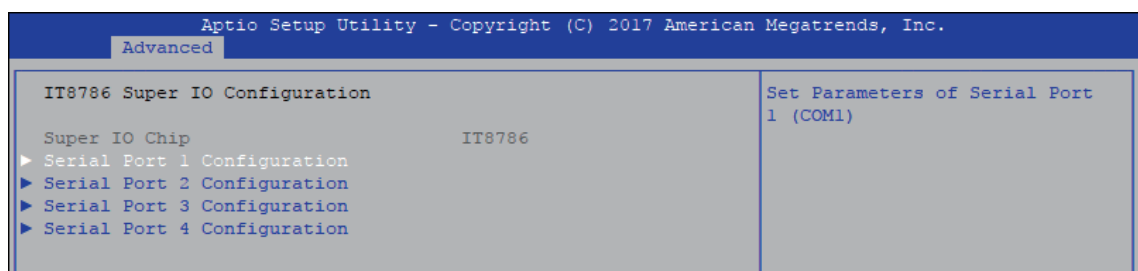 Aptio Setup Utility - Copyright (C) 2017 American Megatrends, Inc.
Advanced
IT8786 Super IO Configuration
Super IO Chip IT8786
► Serial Port 1 Configuration
► Serial Port 2 Configuration
► Serial Port 3 Configuration
► Serial Port 4 Configuration
Set Parameters of Serial Port
1 (COM1)